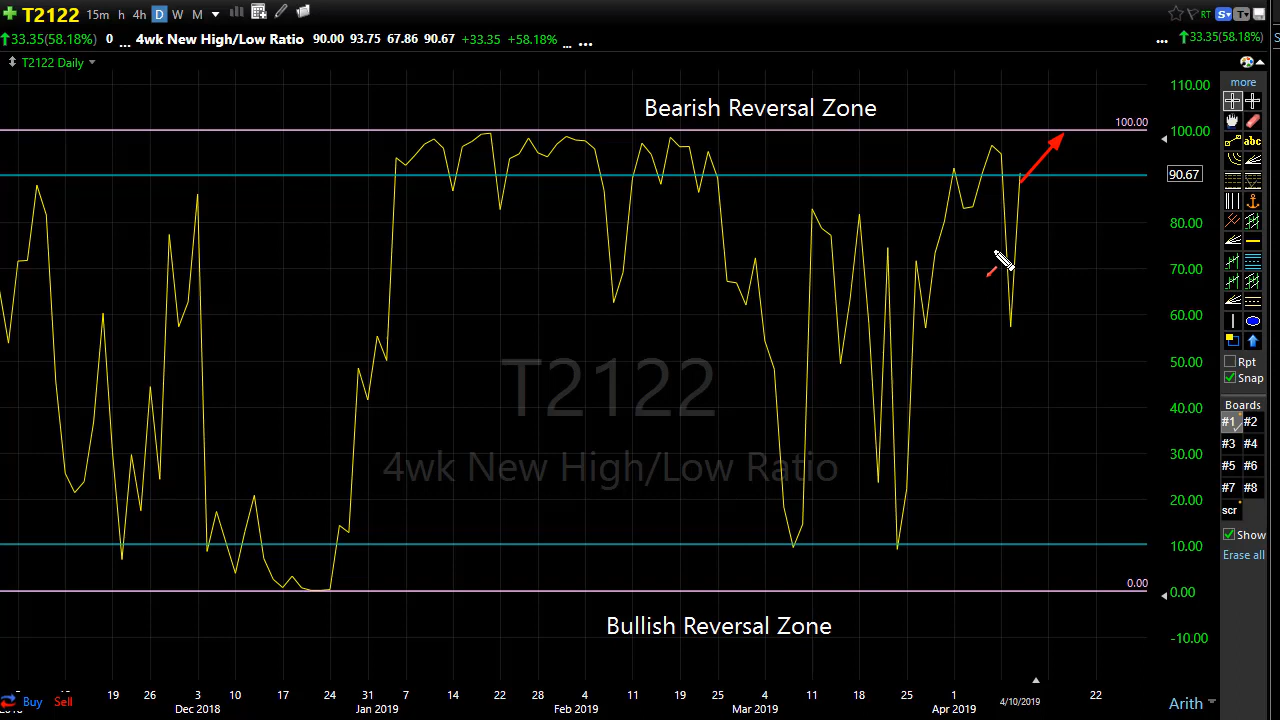 T2122 15m h 4h D W M RT S T
33.35(58.18%) 0 ... 4wk New High/Low Ratio 90.00 93.75 67.86 90.67 +33.35 +58.18% ... ... ... 33.35(58.18%)
T2122 Daily
more
Bearish Reversal Zone
110.00
100.00
100.00
90.67
80.00
70.00
60.00
50.00
40.00
30.00
20.00
10.00
0.00
0.00
-10.00
abc
T2122
4wk New High/Low Ratio
Rpt
Snap
Boards
#1 #2
#3 #4
#5 #6
#7 #8
scr
Show
Erase all
Bullish Reversal Zone
19 26 3 10 17 24 31 7 14 22 28 4 11 19 25 4 11 18 25 1 22
Buy Sell Dec 2018 Jan 2019 Feb 2019 Mar 2019 Apr 2019 4/10/2019 Arith